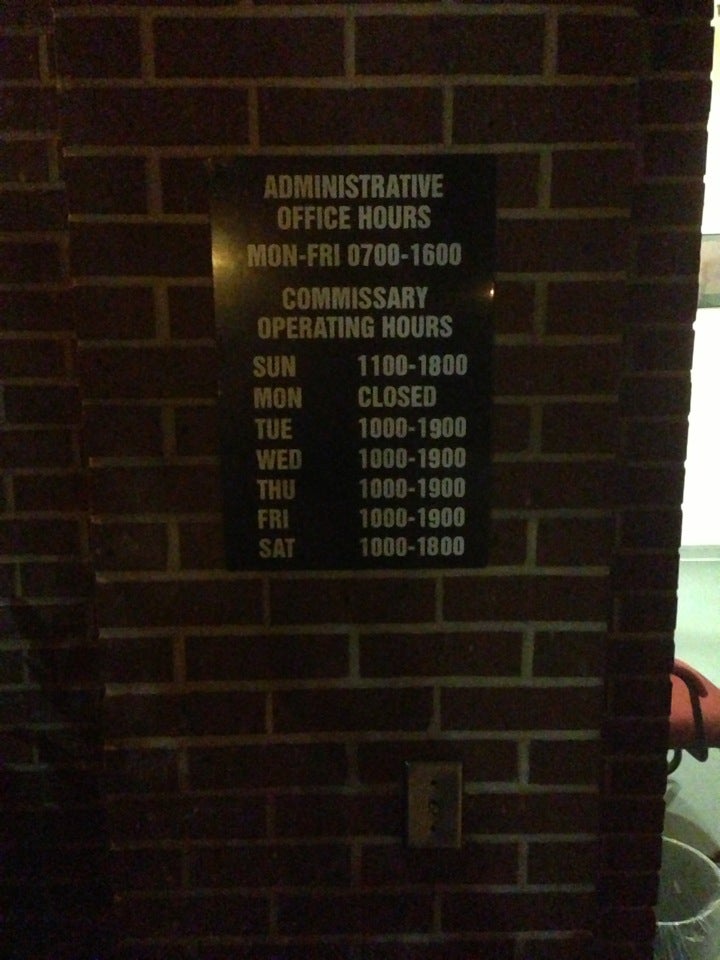 ADMINISTRATIVE
OFFICE HOURS
MON-FRI 0700-1600
COMMISSARY
OPERATING HOURS
SUN 1100-1800
MON CLOSED
TUE 1000-1900
WED 1000-1900
THU 1000-1900
FRI 1000-1900
SAT 1000-1800